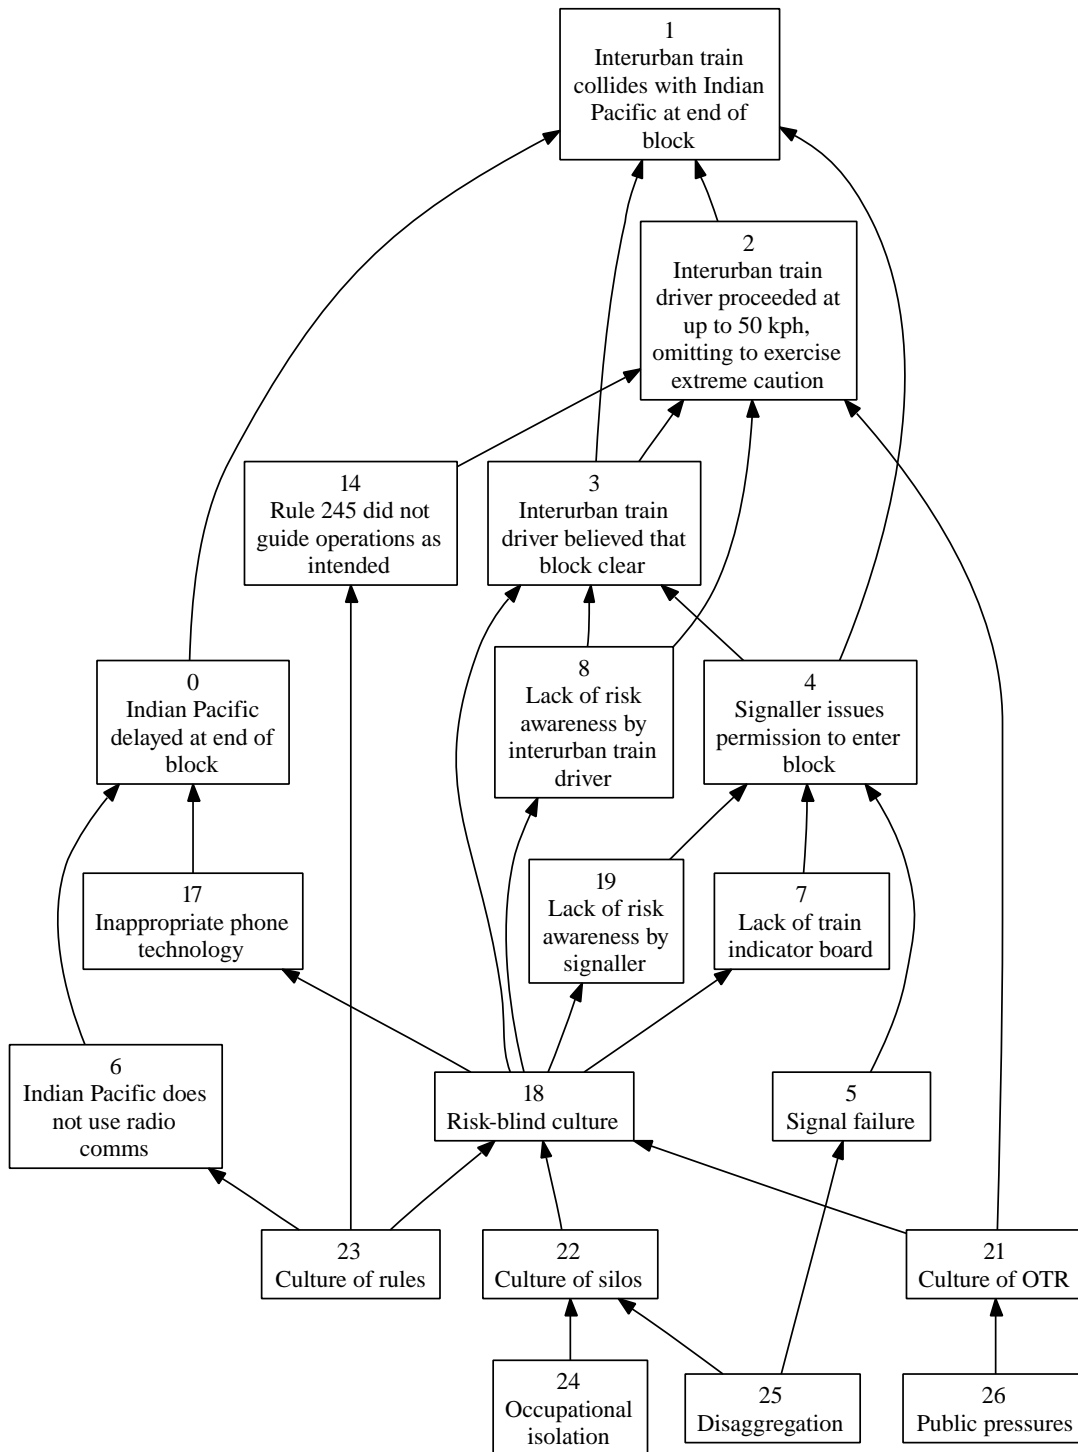 1
Interurban train
collides with Indian
Pacific at end of
block
2
Interurban train
driver proceeded at
up to 50 kph,
omitting to exercise
extreme caution
14
Rule 245 did not
guide operations as
intended
3
Interurban train
driver believed that
block clear
0
Indian Pacific
delayed at end of
block
8
Lack of risk
awareness by
interurban train
driver
4
Signaller issues
permission to enter
block
17
Inappropriate phone
technology
19
Lack of risk
awareness by
signaller
7
Lack of train
indicator board
6
Indian Pacific does
not use radio
comms
18
Risk-blind culture
5
Signal failure
23
Culture of rules
22
Culture of silos
21
Culture of OTR
24
Occupational
isolation
25
Disaggregation
26
Public pressures